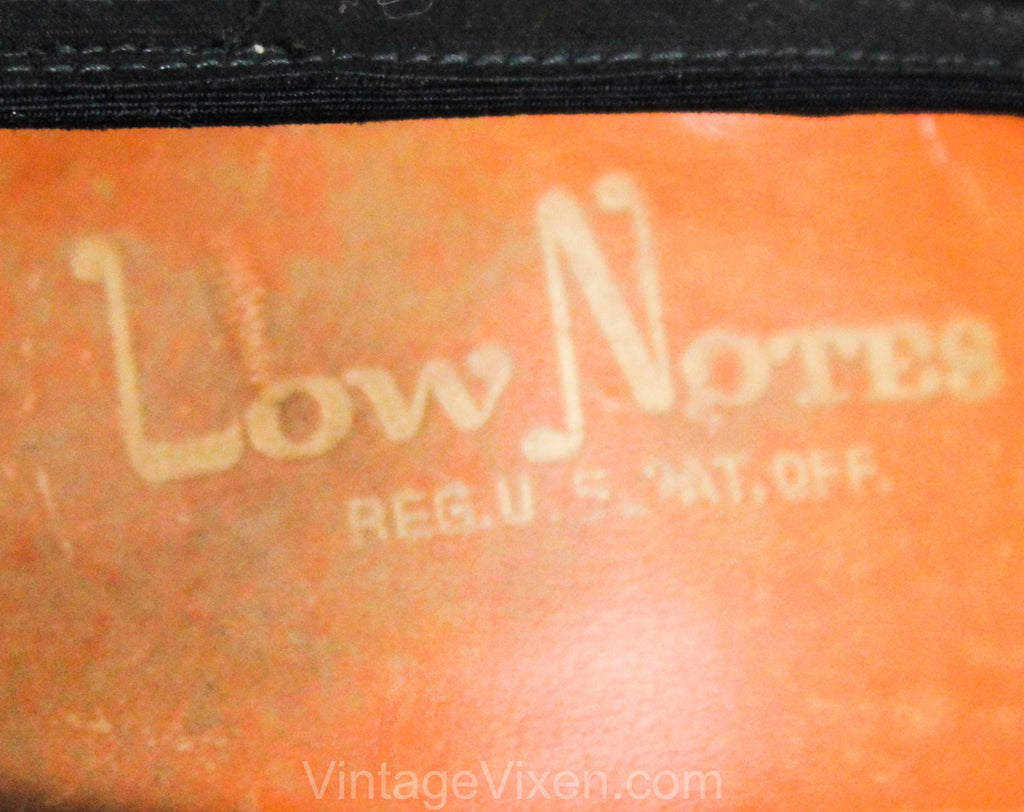 Low Notes
REG. U.S. PAT. OFF.
VintageVixen.com